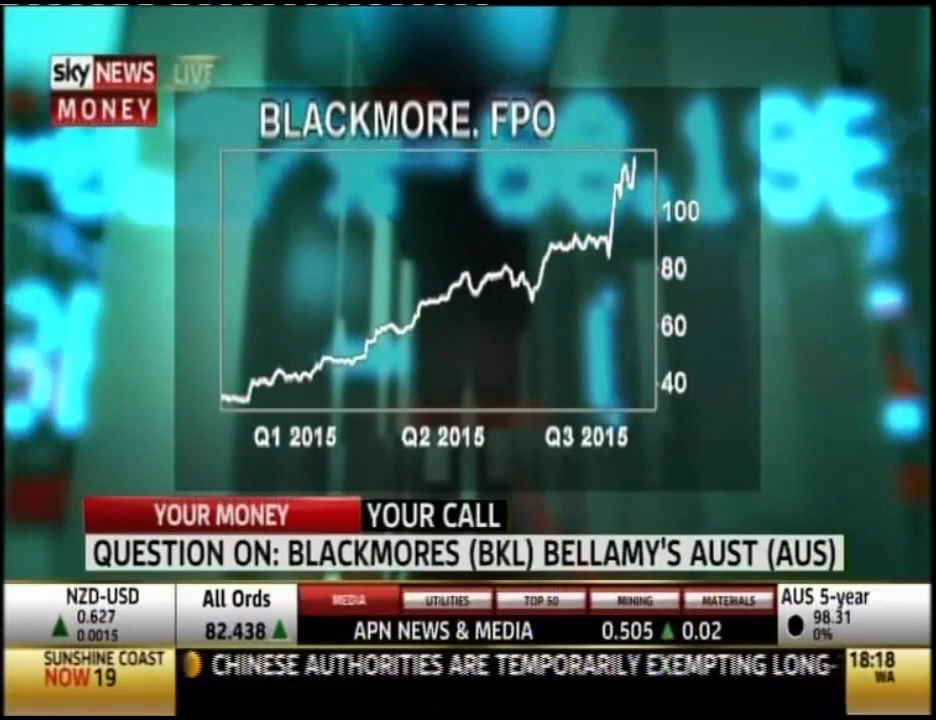 sky NEWS LIVE
MONEY
BLACKMORE. FPO
100
80
60
40
Q1 2015 Q2 2015 Q3 2015
YOUR MONEY YOUR CALL
QUESTION ON: BLACKMORES (BKL) BELLAMY'S AUST (AUS)
NZD-USD
0.627
0.0015
All Ords
82.438
MEDIA UTILITIES TOP 50 MINING MATERIALS
APN NEWS & MEDIA 0.505 0.02
AUS 5-year
98.31
0%
SUNSHINE COAST
NOW 19
CHINESE AUTHORITIES ARE TEMPORARILY EXEMPTING LONG-
18:18
WA